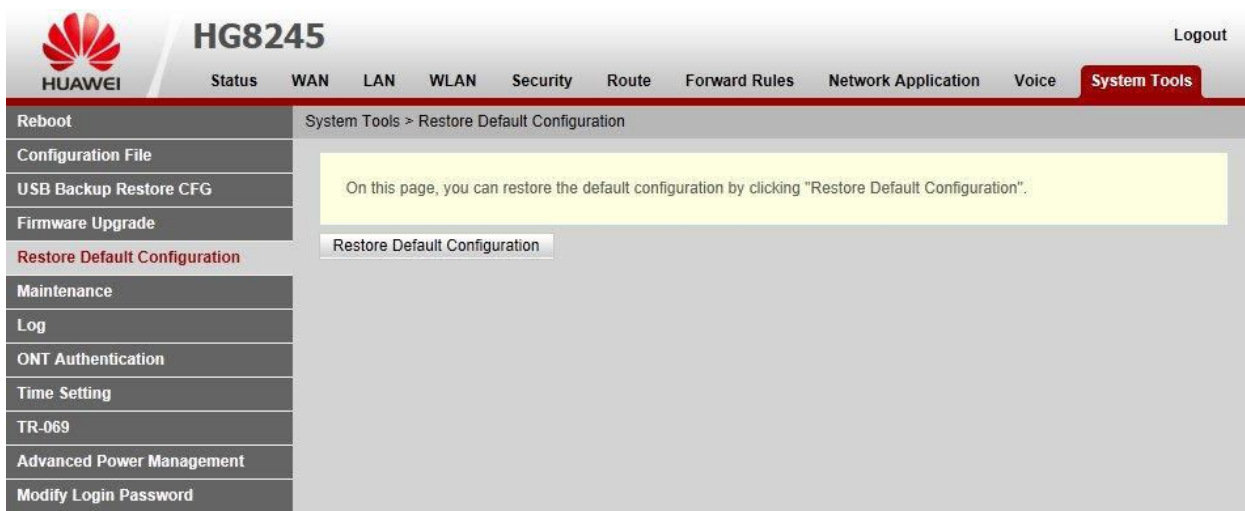 HUAWEI
HG8245
Logout
Status WAN LAN WLAN Security Route Forward Rules Network Application Voice System Tools
Reboot
Configuration File
USB Backup Restore CFG
Firmware Upgrade
Restore Default Configuration
Maintenance
Log
ONT Authentication
Time Setting
TR-069
Advanced Power Management
Modify Login Password
System Tools > Restore Default Configuration
On this page, you can restore the default configuration by clicking "Restore Default Configuration".
Restore Default Configuration